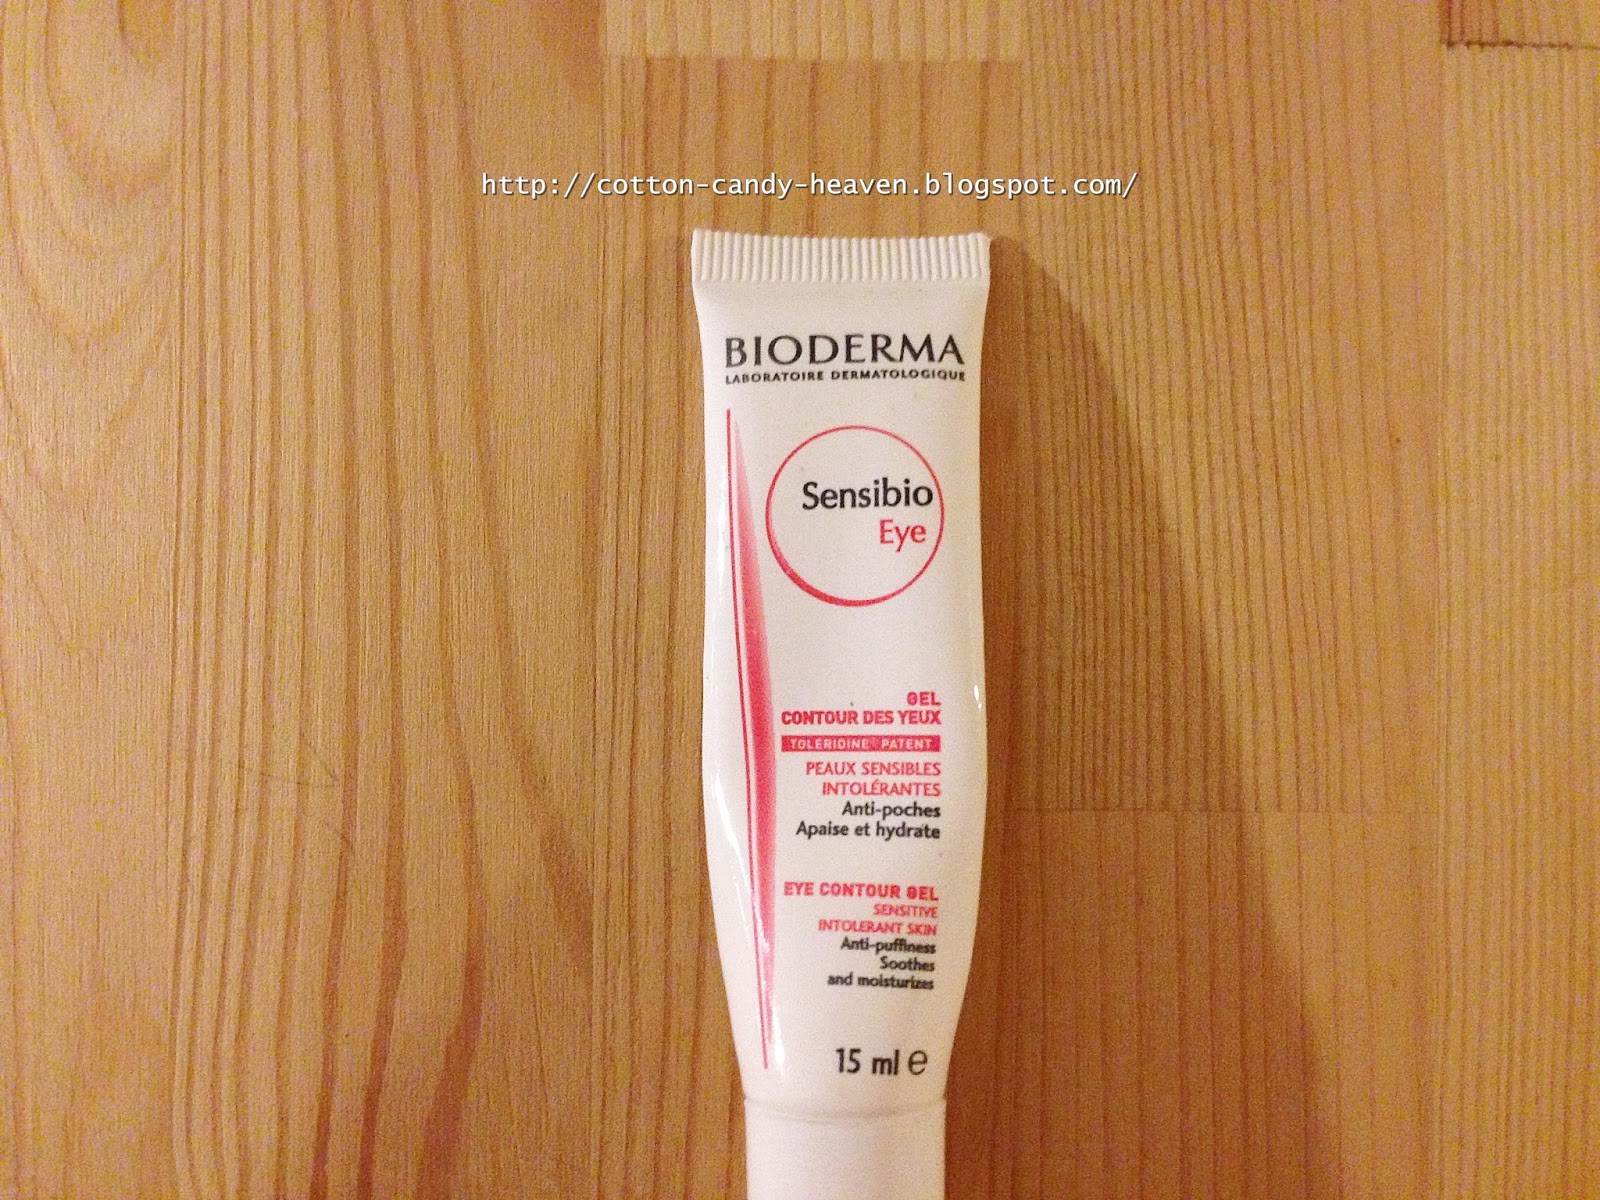 http://cotton-candy-heaven.blogspot.com/
BIODERMA
LABORATOIRE DERMATOLOGIQUE
Sensibio
Eye
GEL
CONTOUR DES YEUX
TOLERIDINE® PATENT
PEAUX SENSIBLES
INTOLÉRANTES
Anti-poches
Apaise et hydrate
EYE CONTOUR GEL
SENSITIVE
INTOLERANT SKIN
Anti-puffiness
Soothes
and moisturizes
15 ml ℮